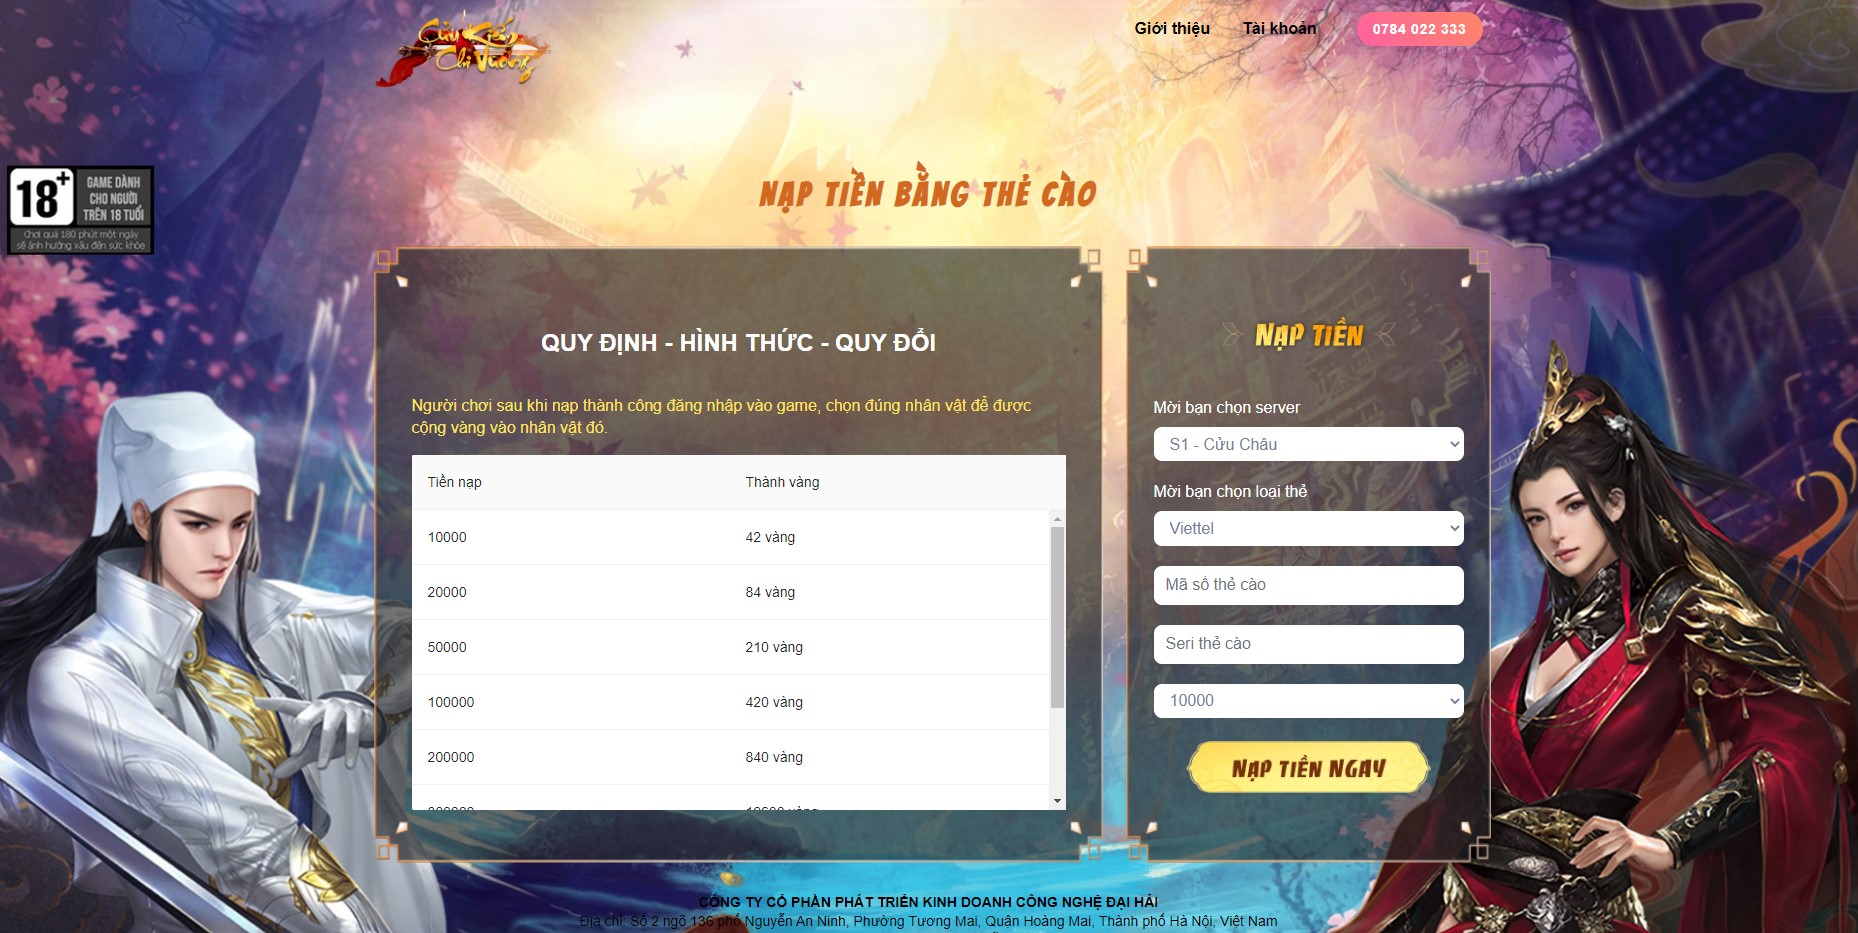 Cửu Kiếm
Chi Vương
Giới thiệu
Tài khoản
0784 022 333
18+
GAME DÀNH
CHO NGƯỜI
TRÊN 18 TUỔI
Chơi quá 180 phút một ngày
sẽ ảnh hưởng xấu đến sức khỏe
NẠP TIỀN BẰNG THẺ CÀO
QUY ĐỊNH - HÌNH THỨC - QUY ĐỔI
Người chơi sau khi nạp thành công đăng nhập vào game, chọn đúng nhân vật để được
cộng vàng vào nhân vật đó.
Tiền nạp Thành vàng
10000 42 vàng
20000 84 vàng
50000 210 vàng
100000 420 vàng
200000 840 vàng
NẠP TIỀN
Mời bạn chọn server
S1 - Cửu Châu
Mời bạn chọn loại thẻ
Viettel
Mã số thẻ cào
Seri thẻ cào
10000
NẠP TIỀN NGAY
CÔNG TY CỔ PHẦN PHÁT TRIỂN KINH DOANH CÔNG NGHỆ ĐẠI HẢI
Địa chỉ: Số 2 ngõ 136 phố Nguyễn An Ninh, Phường Tương Mai, Quận Hoàng Mai, Thành phố Hà Nội, Việt Nam